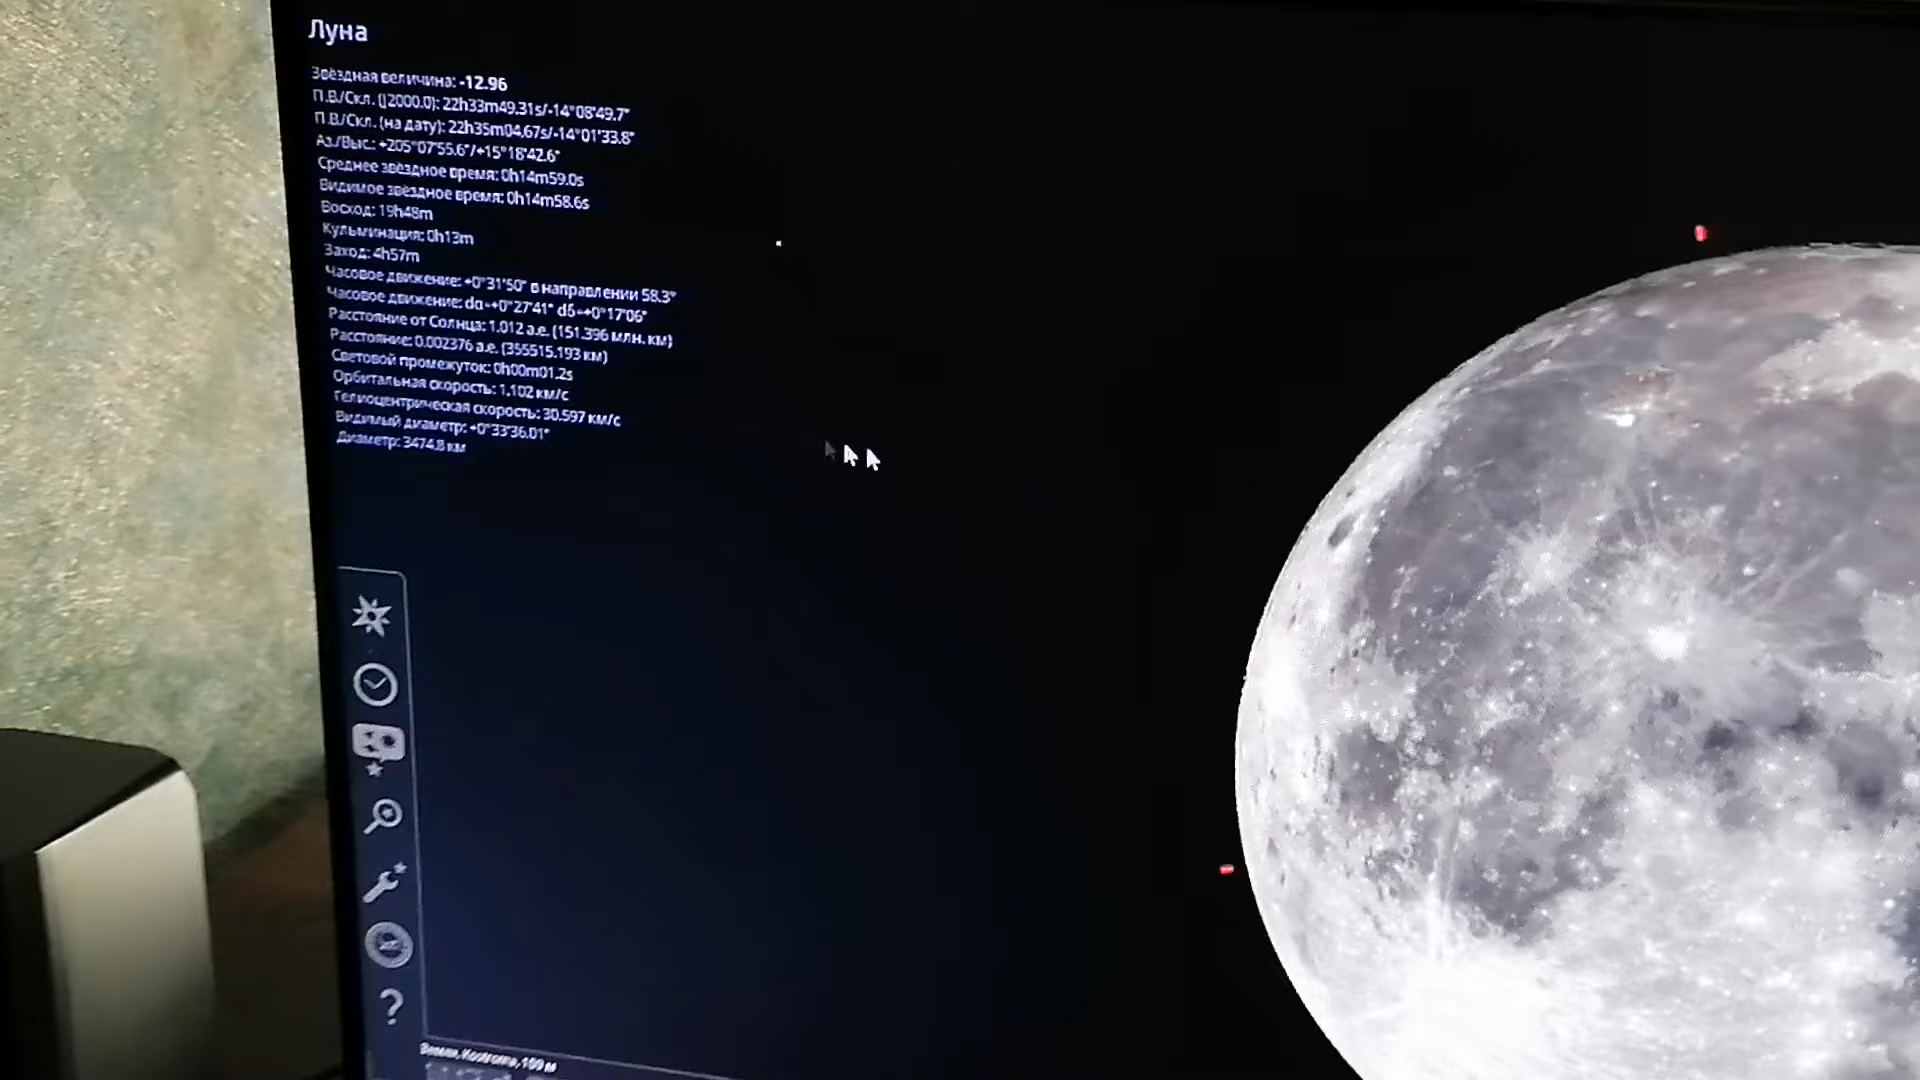 Луна
Звёздная величина: -12.96
П.В./Скл. (J2000.0): 22h33m49.31s/-14°08'49.7"
П.В./Скл. (на дату): 22h35m04.67s/-14°01'33.8"
Аз./Выс.: +205°07'55.6"/+15°18'42.6"
Среднее звёздное время: 0h14m59.0s
Видимое звёздное время: 0h14m58.6s
Восход: 19h48m
Кульминация: 0h13m
Заход: 4h57m
Часовое движение: +0°31'50" в направлении 58.3°
Часовое движение: dα=+0°27'41" dδ=+0°17'06"
Расстояние от Солнца: 1.012 а.е. (151.396 млн. км)
Расстояние: 0.002376 а.е. (355515.193 км)
Световой промежуток: 0h00m01.2s
Орбитальная скорость: 1.102 км/с
Гелиоцентрическая скорость: 30.597 км/с
Видимый диаметр: +0°33'36.01"
Диаметр: 3474.8 км
?
Земля, Kostroma, 109 м